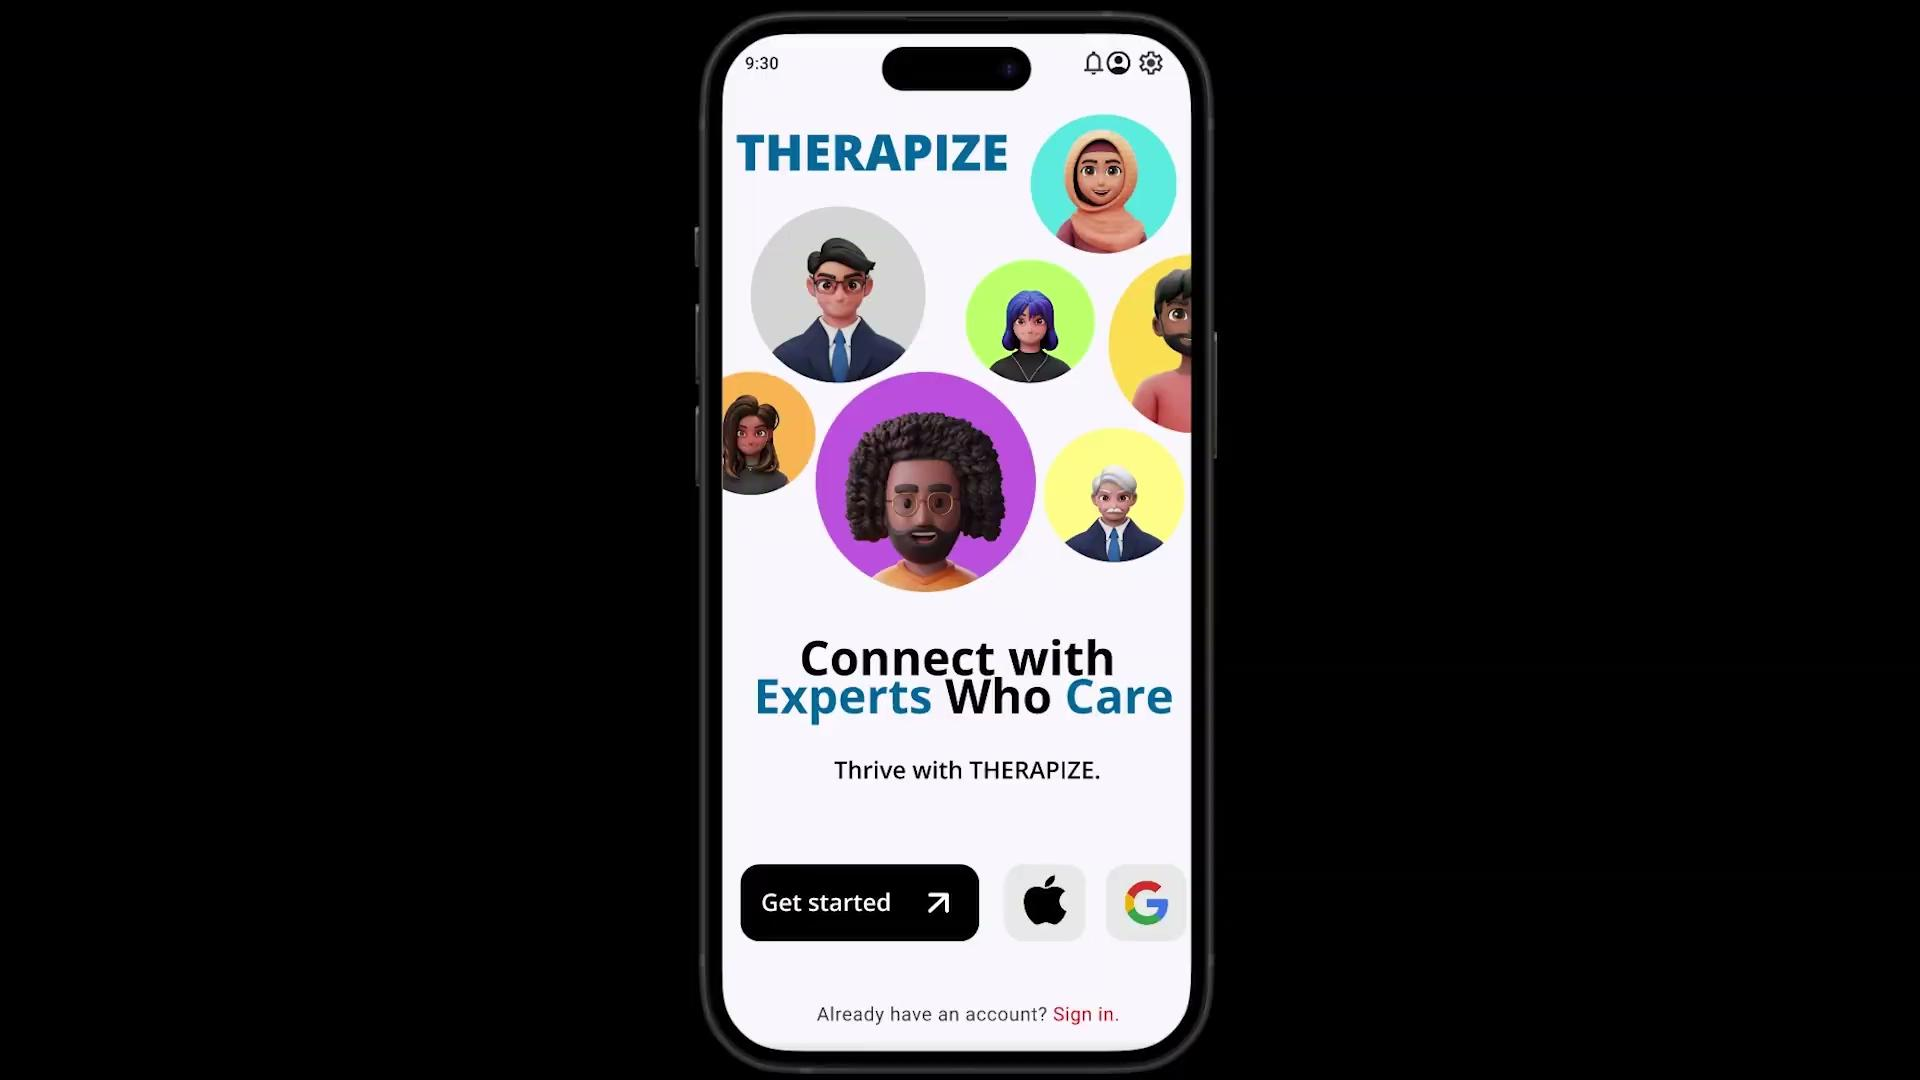 9:30
THERAPIZE
Connect with
Experts Who Care
Thrive with THERAPIZE.
Get started
Already have an account? Sign in.